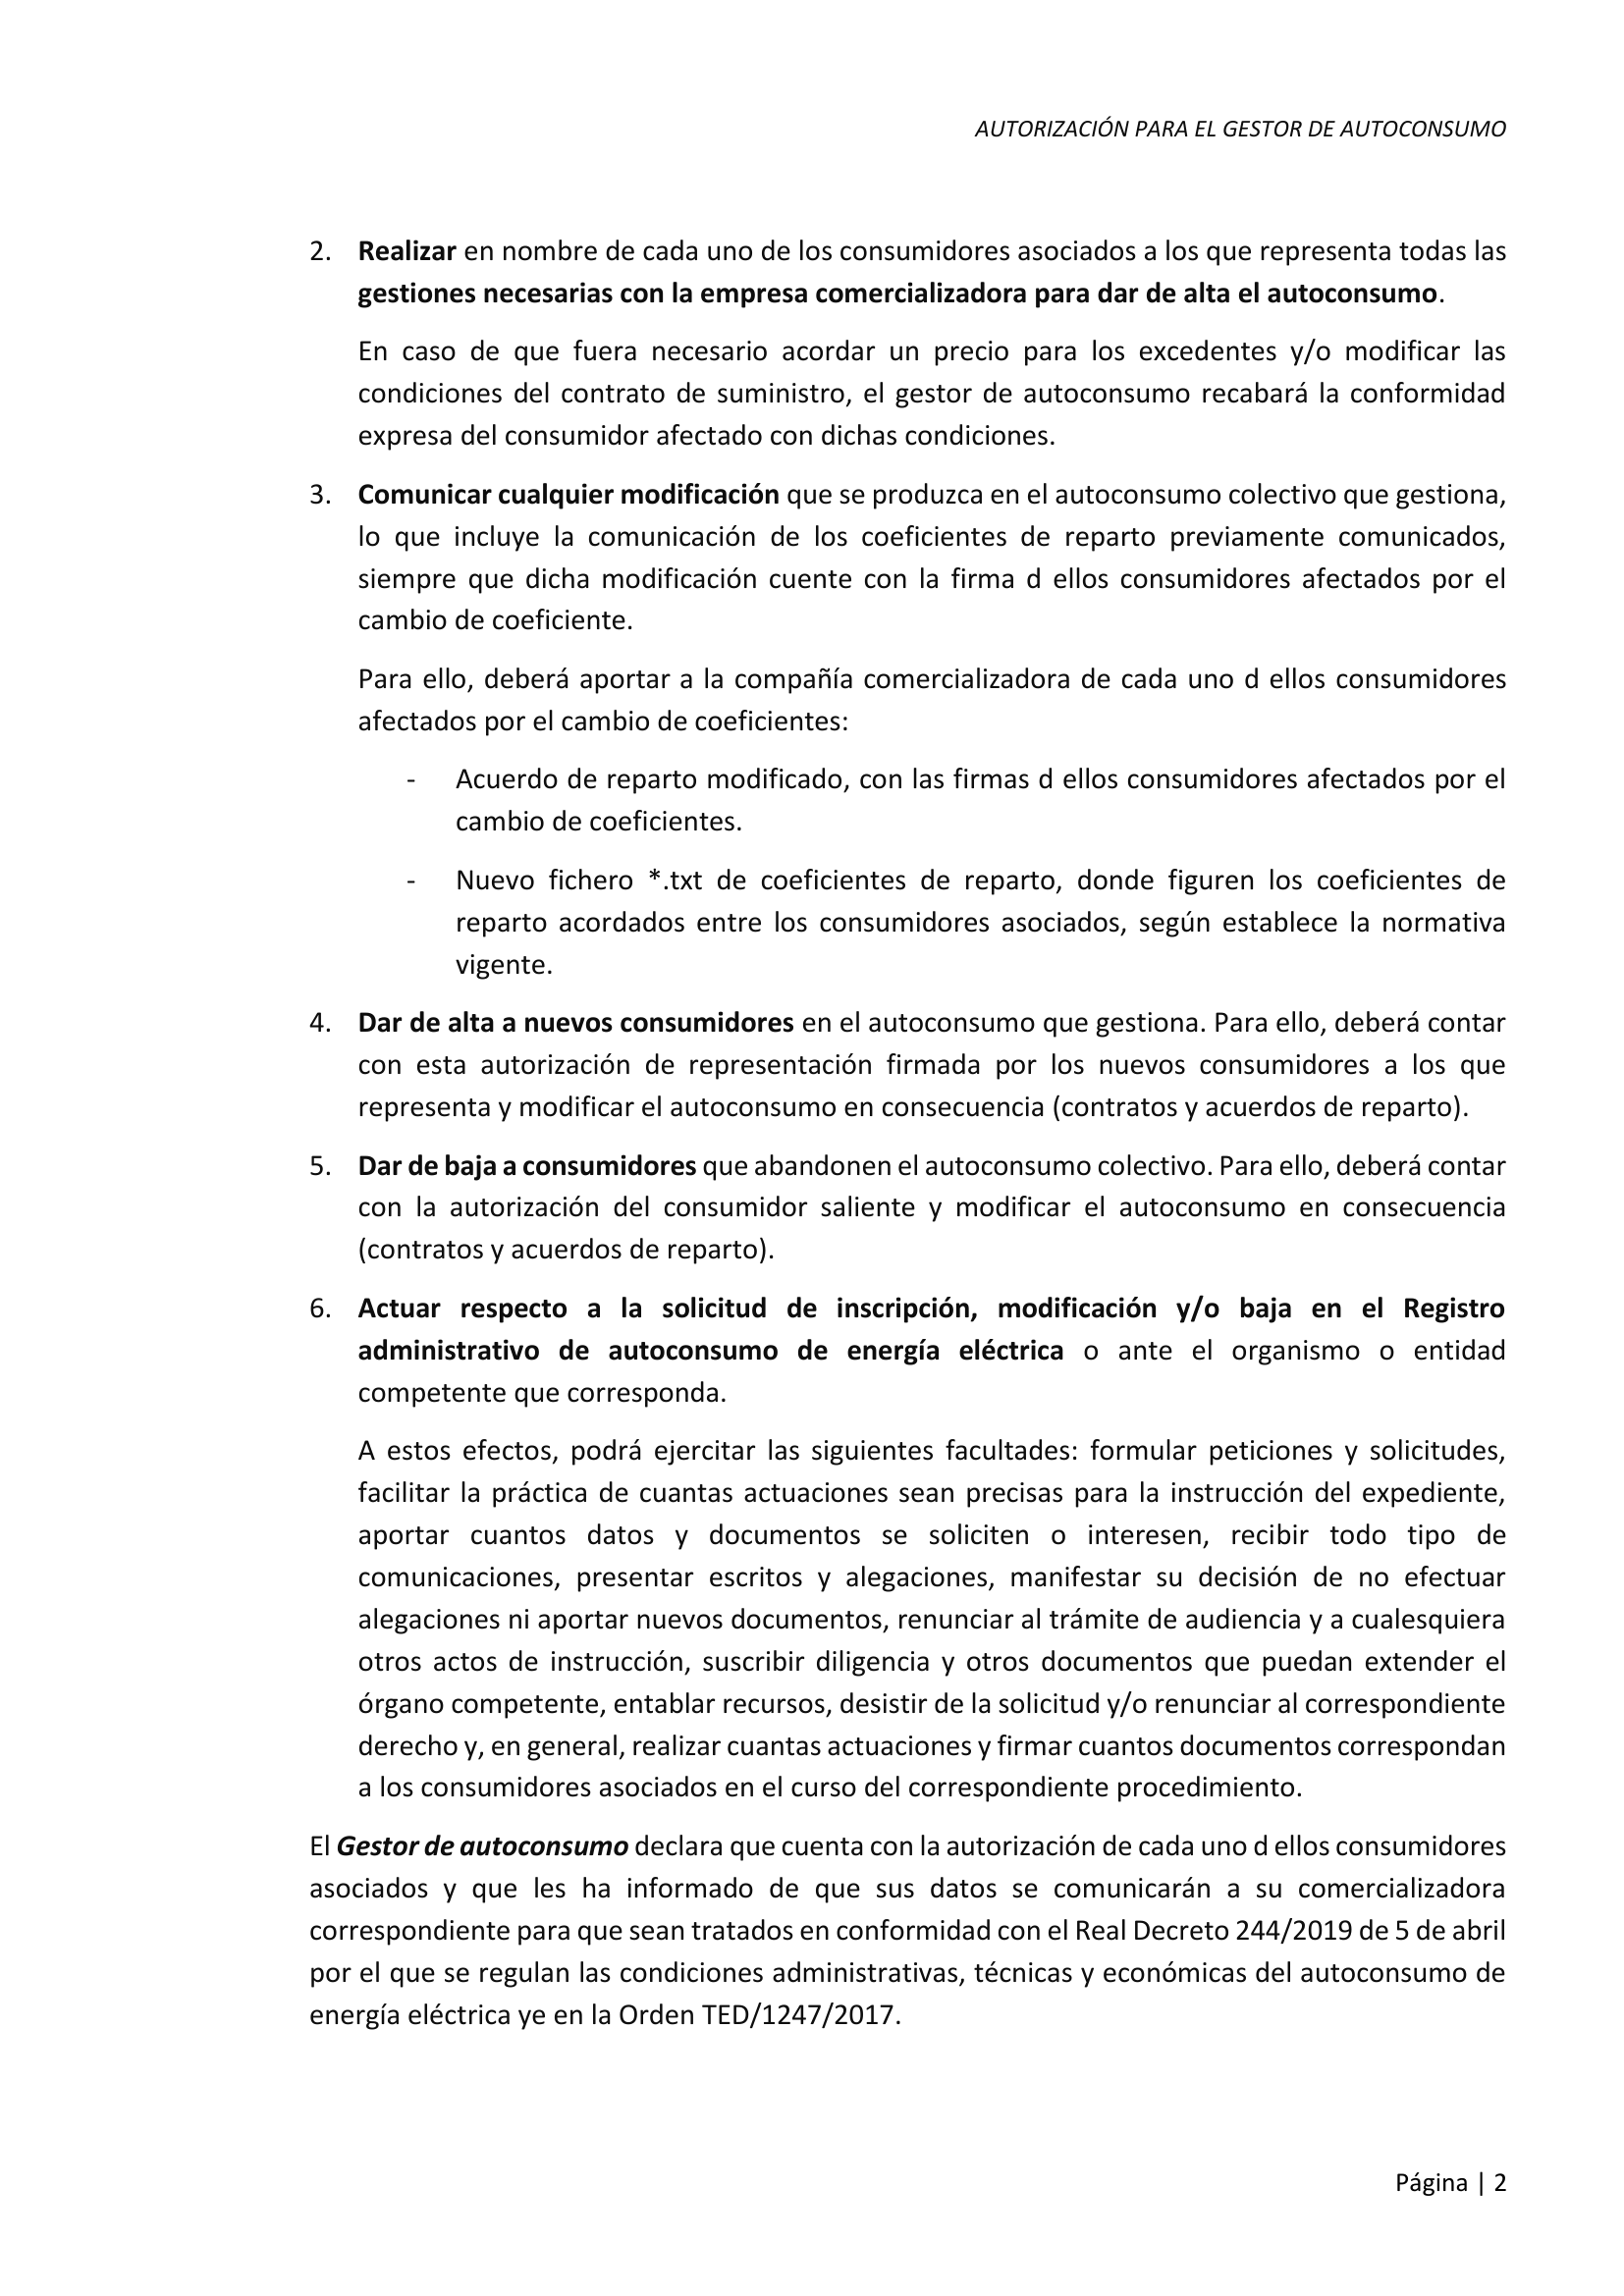 AUTORIZACIÓN PARA EL GESTOR DE AUTOCONSUMO
2. Realizar en nombre de cada uno de los consumidores asociados a los que representa todas las
gestiones necesarias con la empresa comercializadora para dar de alta el autoconsumo.
En caso de que fuera necesario acordar un precio para los excedentes y/o modificar las
condiciones del contrato de suministro, el gestor de autoconsumo recabará la conformidad
expresa del consumidor afectado con dichas condiciones.
3. Comunicar cualquier modificación que se produzca en el autoconsumo colectivo que gestiona,
lo que incluye la comunicación de los coeficientes de reparto previamente comunicados,
siempre que dicha modificación cuente con la firma d ellos consumidores afectados por el
cambio de coeficiente.
Para ello, deberá aportar a la compañía comercializadora de cada uno d ellos consumidores
afectados por el cambio de coeficientes:
- Acuerdo de reparto modificado, con las firmas d ellos consumidores afectados por el
cambio de coeficientes.
- Nuevo fichero *.txt de coeficientes de reparto, donde figuren los coeficientes de
reparto acordados entre los consumidores asociados, según establece la normativa
vigente.
4. Dar de alta a nuevos consumidores en el autoconsumo que gestiona. Para ello, deberá contar
con esta autorización de representación firmada por los nuevos consumidores a los que
representa y modificar el autoconsumo en consecuencia (contratos y acuerdos de reparto).
5. Dar de baja a consumidores que abandonen el autoconsumo colectivo. Para ello, deberá contar
con la autorización del consumidor saliente y modificar el autoconsumo en consecuencia
(contratos y acuerdos de reparto).
6. Actuar respecto a la solicitud de inscripción, modificación y/o baja en el Registro
administrativo de autoconsumo de energía eléctrica o ante el organismo o entidad
competente que corresponda.
A estos efectos, podrá ejercitar las siguientes facultades: formular peticiones y solicitudes,
facilitar la práctica de cuantas actuaciones sean precisas para la instrucción del expediente,
aportar cuantos datos y documentos se soliciten o interesen, recibir todo tipo de
comunicaciones, presentar escritos y alegaciones, manifestar su decisión de no efectuar
alegaciones ni aportar nuevos documentos, renunciar al trámite de audiencia y a cualesquiera
otros actos de instrucción, suscribir diligencia y otros documentos que puedan extender el
órgano competente, entablar recursos, desistir de la solicitud y/o renunciar al correspondiente
derecho y, en general, realizar cuantas actuaciones y firmar cuantos documentos correspondan
a los consumidores asociados en el curso del correspondiente procedimiento.
El Gestor de autoconsumo declara que cuenta con la autorización de cada uno d ellos consumidores
asociados y que les ha informado de que sus datos se comunicarán a su comercializadora
correspondiente para que sean tratados en conformidad con el Real Decreto 244/2019 de 5 de abril
por el que se regulan las condiciones administrativas, técnicas y económicas del autoconsumo de
energía eléctrica ye en la Orden TED/1247/2017.
Página | 2